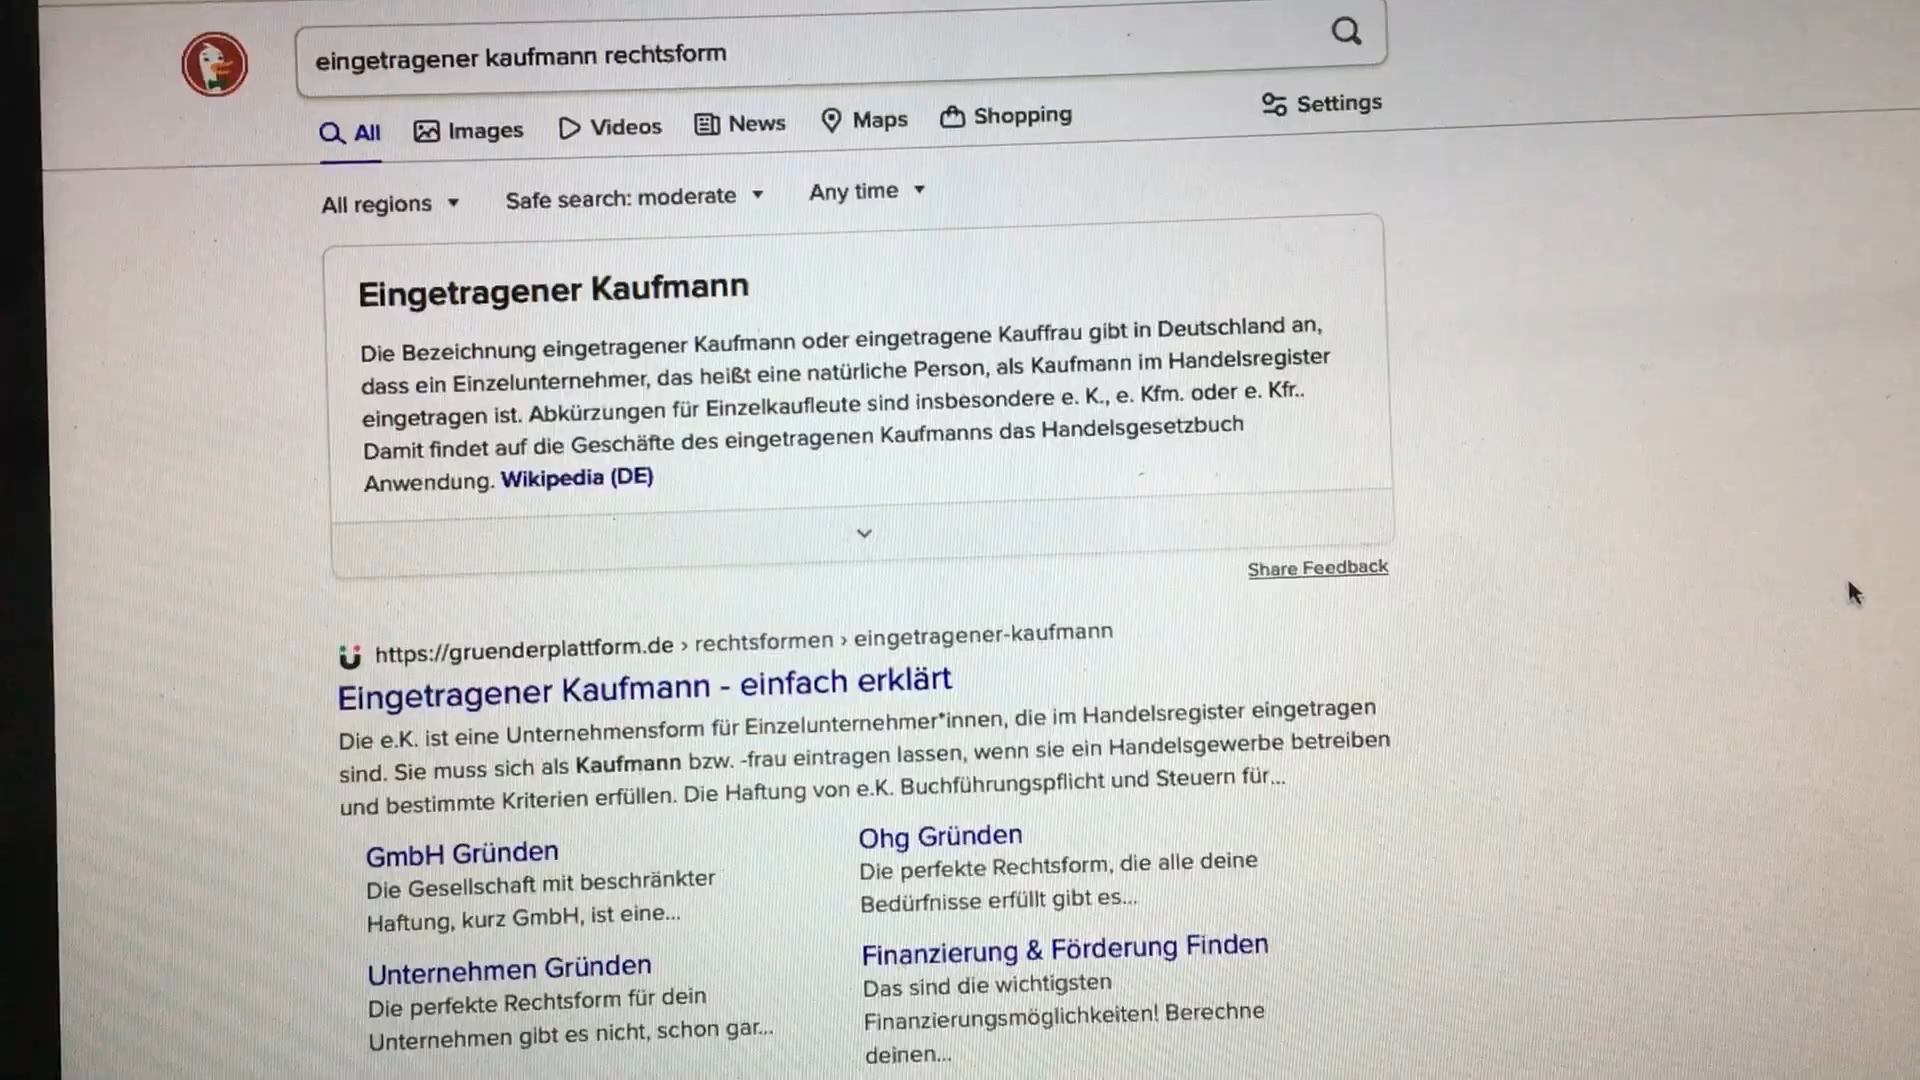 eingetragener kaufmann rechtsform
All
Images
Videos
News
Maps
Shopping
Settings
All regions
Safe search: moderate
Any time
Eingetragener Kaufmann
Die Bezeichnung eingetragener Kaufmann oder eingetragene Kauffrau gibt in Deutschland an,
dass ein Einzelunternehmer, das heißt eine natürliche Person, als Kaufmann im Handelsregister
eingetragen ist. Abkürzungen für Einzelkaufleute sind insbesondere e. K., e. Kfm. oder e. Kfr..
Damit findet auf die Geschäfte des eingetragenen Kaufmanns das Handelsgesetzbuch
Anwendung. Wikipedia (DE)
Share Feedback
https://gruenderplattform.de › rechtsformen › eingetragener-kaufmann
Eingetragener Kaufmann - einfach erklärt
Die e.K. ist eine Unternehmensform für Einzelunternehmer*innen, die im Handelsregister eingetragen
sind. Sie muss sich als Kaufmann bzw. -frau eintragen lassen, wenn sie ein Handelsgewerbe betreiben
und bestimmte Kriterien erfüllen. Die Haftung von e.K. Buchführungspflicht und Steuern für...
GmbH Gründen
Die Gesellschaft mit beschränkter
Haftung, kurz GmbH, ist eine...
Ohg Gründen
Die perfekte Rechtsform, die alle deine
Bedürfnisse erfüllt gibt es...
Unternehmen Gründen
Die perfekte Rechtsform für dein
Unternehmen gibt es nicht, schon gar...
Finanzierung & Förderung Finden
Das sind die wichtigsten
Finanzierungsmöglichkeiten! Berechne
deinen...